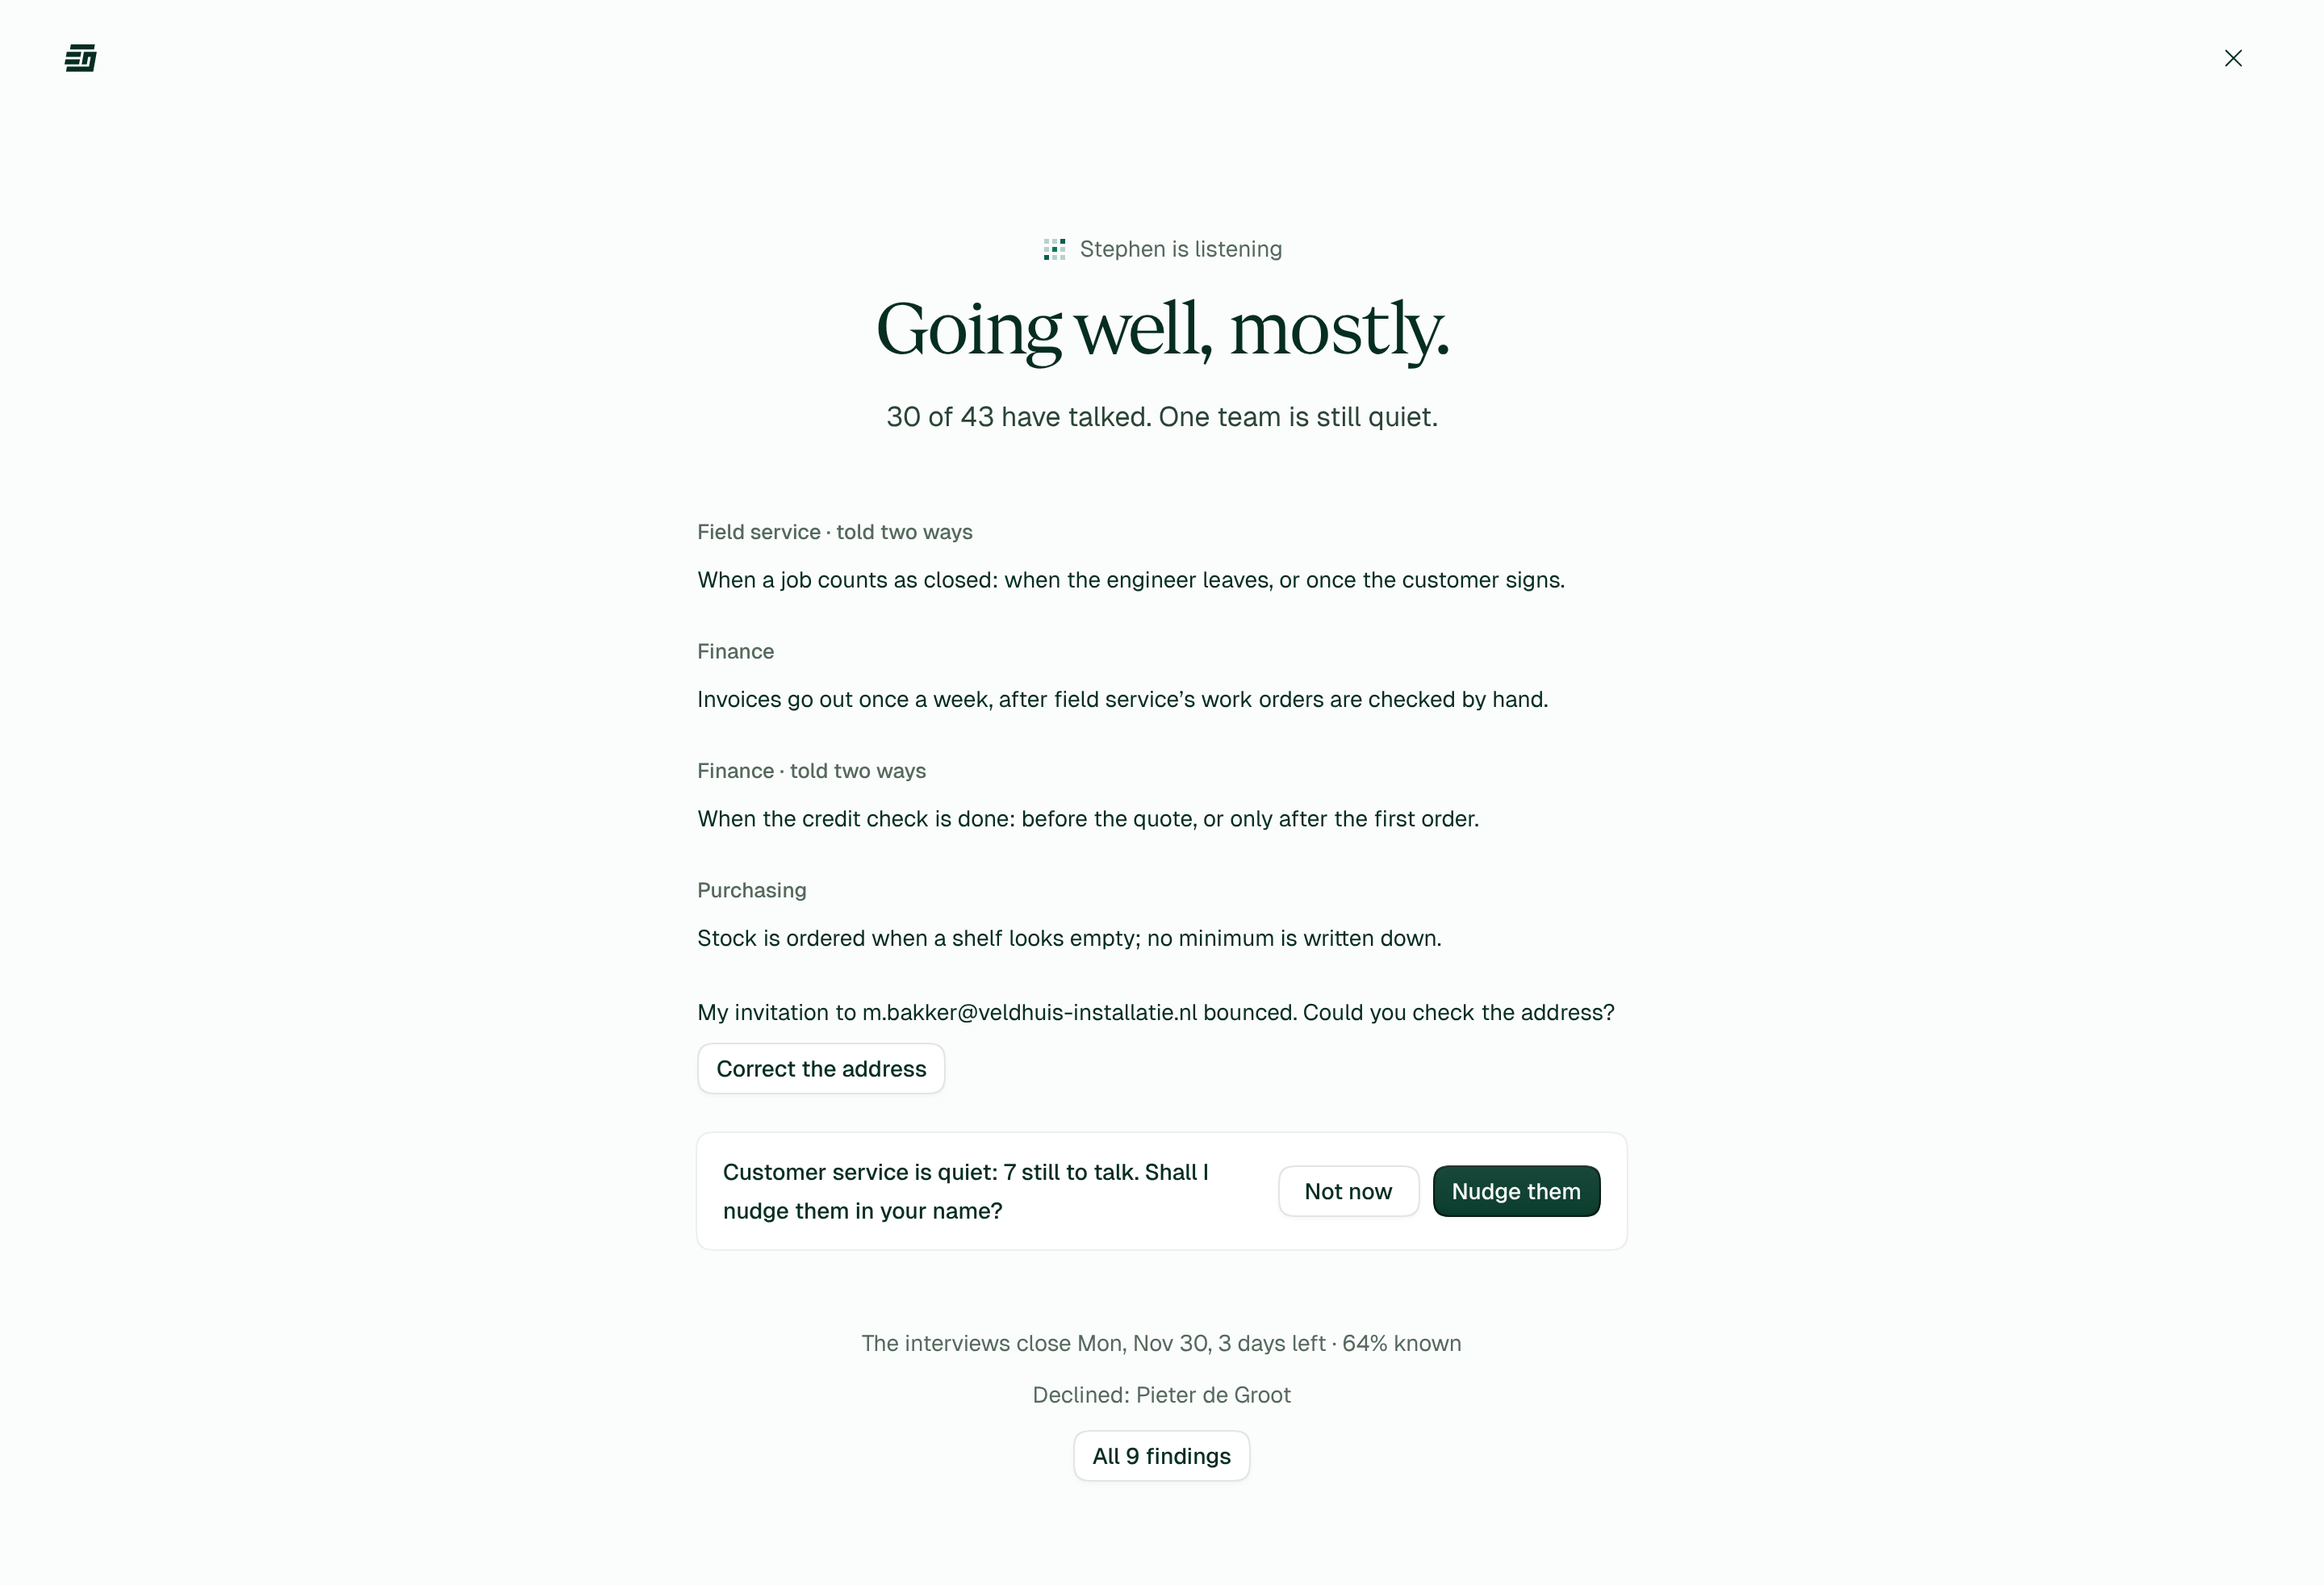 Stephen is listening
Going well, mostly.
30 of 43 have talked. One team is still quiet.
Field service · told two ways
When a job counts as closed: when the engineer leaves, or once the customer signs.
Finance
Invoices go out once a week, after field service’s work orders are checked by hand.
Finance · told two ways
When the credit check is done: before the quote, or only after the first order.
Purchasing
Stock is ordered when a shelf looks empty; no minimum is written down.
My invitation to m.bakker@veldhuis-installatie.nl bounced. Could you check the address?
Correct the address
Customer service is quiet: 7 still to talk. Shall I
nudge them in your name?
Not now
Nudge them
The interviews close Mon, Nov 30, 3 days left · 64% known
Declined: Pieter de Groot
All 9 findings